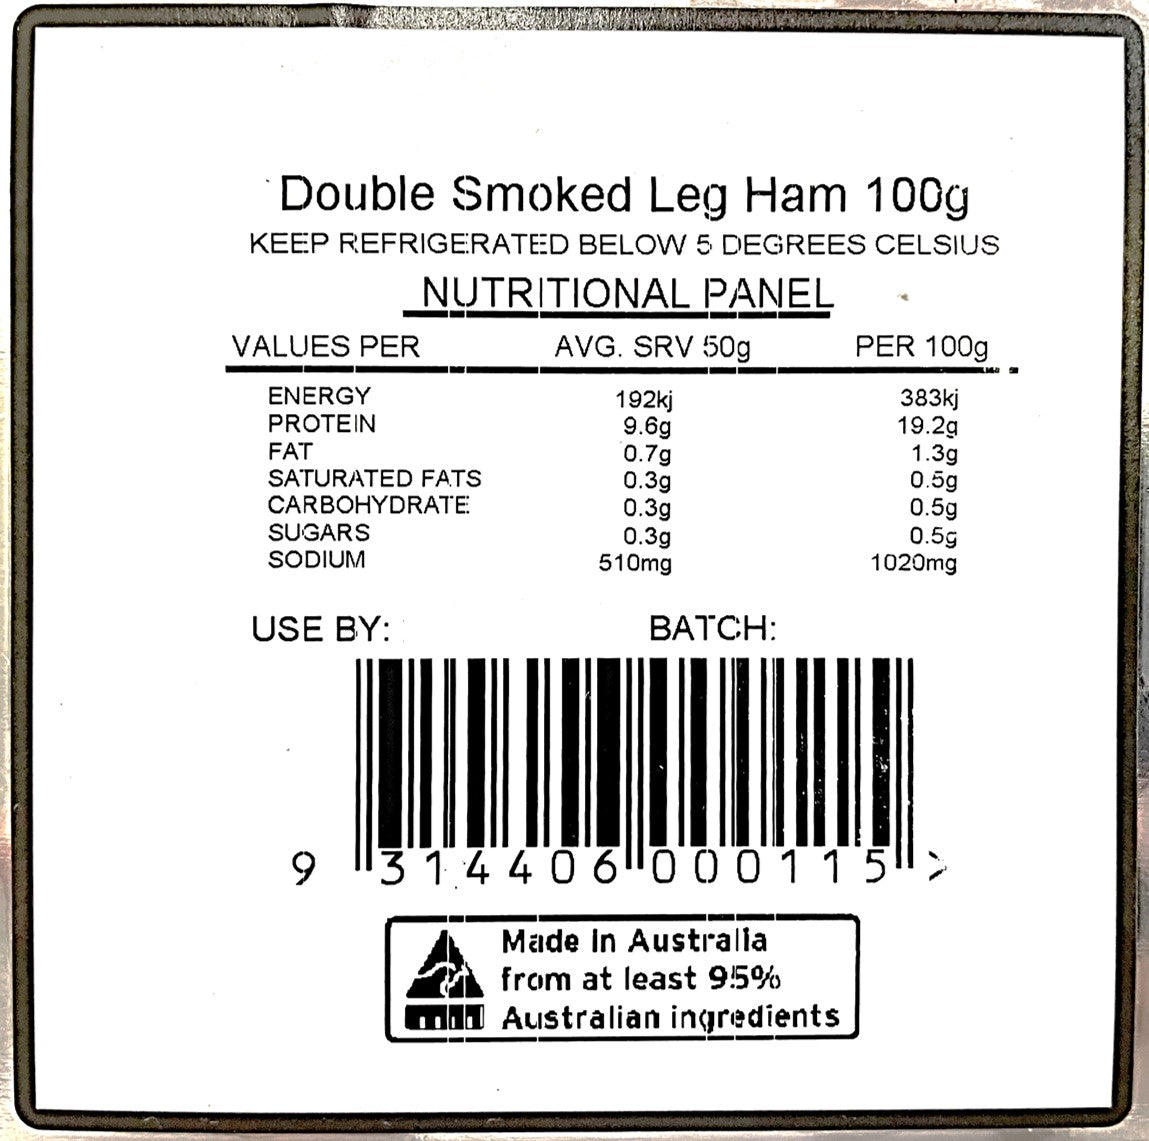 Double Smoked Leg Ham 100g
KEEP REFRIGERATED BELOW 5 DEGREES CELSIUS
NUTRITIONAL PANEL
VALUES PER AVG. SRV 50g PER 100g
ENERGY 192kj 383kj
PROTEIN 9.6g 19.2g
FAT 0.7g 1.3g
SATURATED FATS 0.3g 0.5g
CARBOHYDRATE 0.3g 0.5g
SUGARS 0.3g 0.5g
SODIUM 510mg 1020mg
USE BY: BATCH:
9 314406 000115 >
Made in Australia
from at least 95%
Australian ingredients